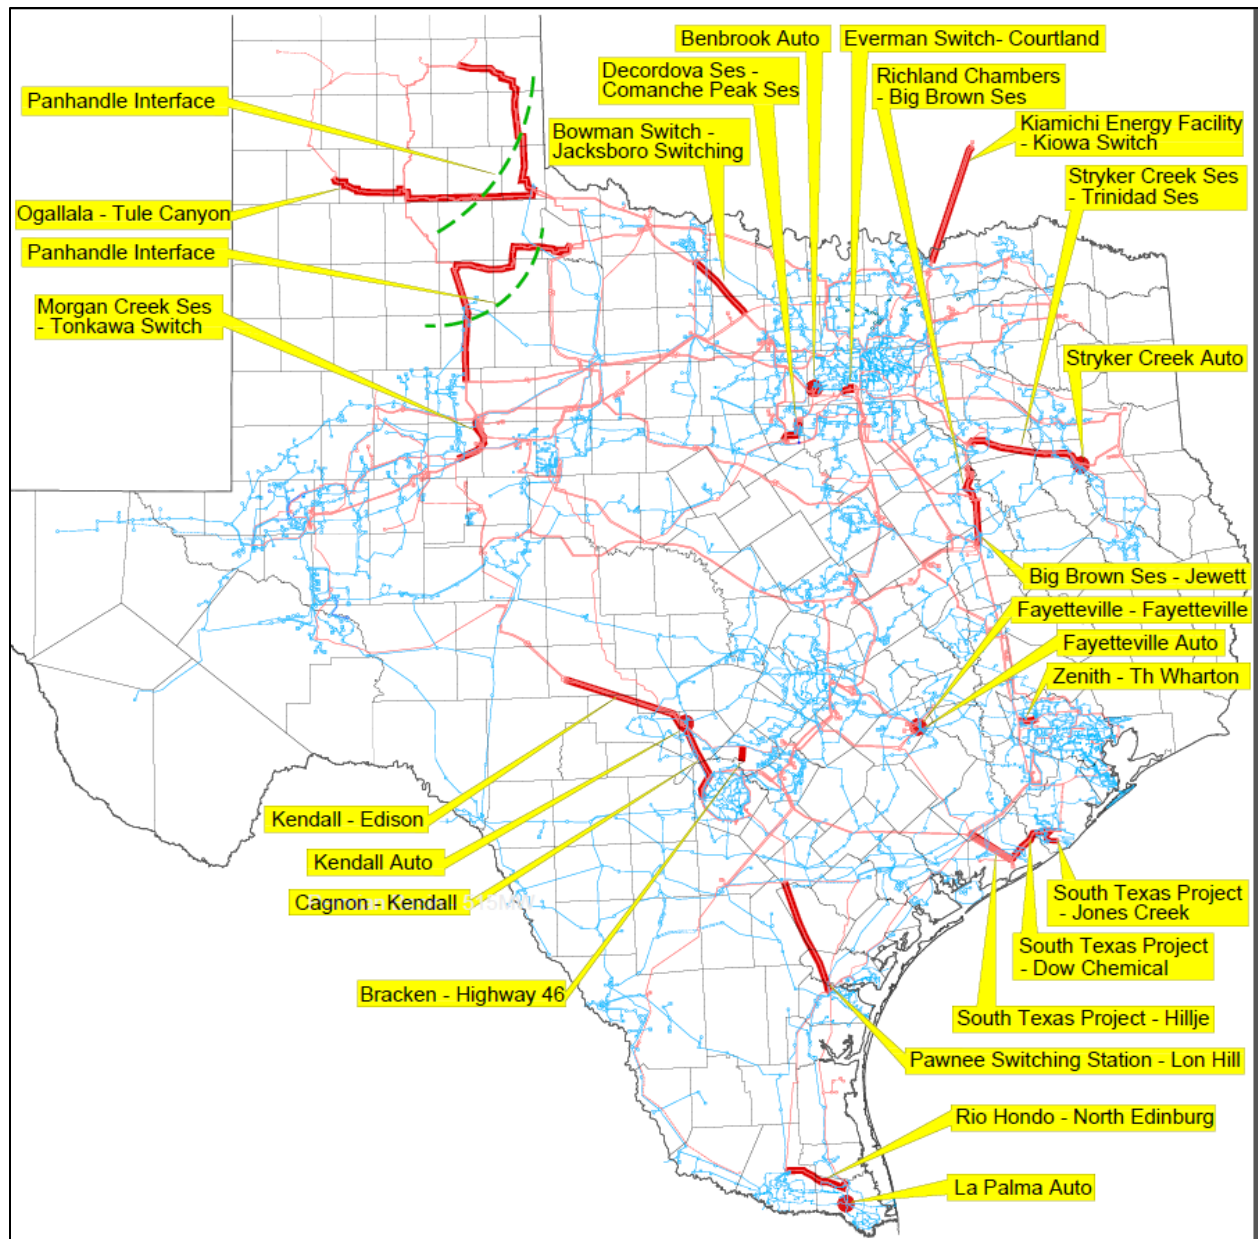 Benbrook Auto
Everman Switch- Courtland
Decordova Ses -
Comanche Peak Ses
Richland Chambers
- Big Brown Ses
Panhandle Interface
Bowman Switch -
Jacksboro Switching
Kiamichi Energy Facility
- Kiowa Switch
Stryker Creek Ses
- Trinidad Ses
Ogallala - Tule Canyon
Panhandle Interface
Morgan Creek Ses
- Tonkawa Switch
Stryker Creek Auto
Big Brown Ses - Jewett
Fayetteville - Fayetteville
Fayetteville Auto
Zenith - Th Wharton
Kendall - Edison
Kendall Auto
Cagnon - Kendall
South Texas Project
- Jones Creek
South Texas Project
- Dow Chemical
Bracken - Highway 46
South Texas Project - Hillje
Pawnee Switching Station - Lon Hill
Rio Hondo - North Edinburg
La Palma Auto